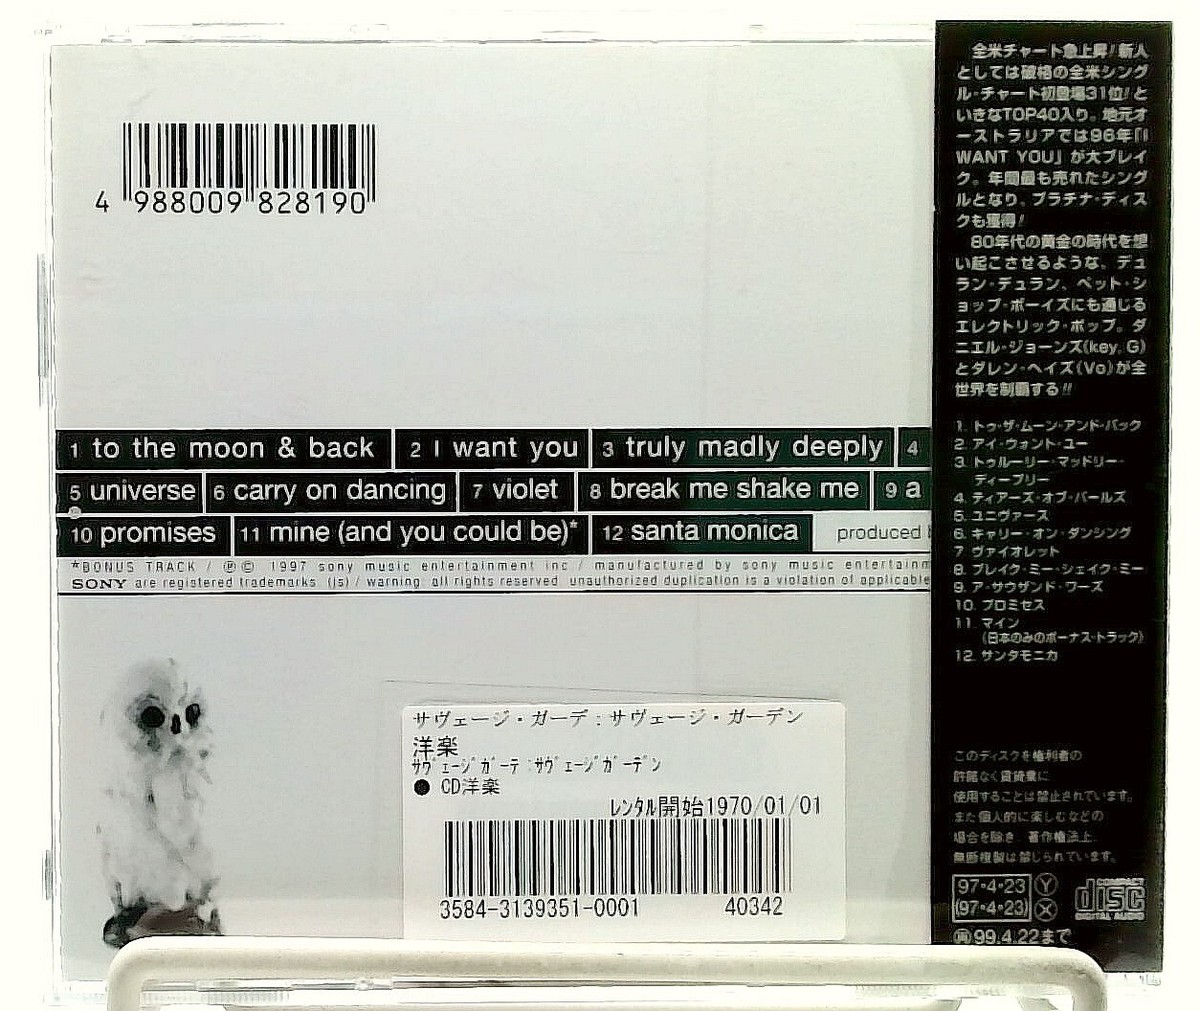 4 988009 828190
1 to the moon & back 2 I want you 3 truly madly deeply 4
5 universe 6 carry on dancing 7 violet 8 break me shake me 9 a
10 promises 11 mine (and you could be)* 12 santa monica produced b
*BONUS TRACK / ℗ © 1997 sony music entertainment inc / manufactured by sony music entertainm
SONY are registered trademarks (js) / warning: all rights reserved. unauthorized duplication is a violation of applicable
サヴェージ・ガーデ:サヴェージ・ガーデン
洋楽
ｻｳﾞｪｰｼﾞｶﾞｰﾃ:ｻｳﾞｪｰｼﾞｶﾞｰﾃﾞﾝ
● CD洋楽
ﾚﾝﾀﾙ開始1970/01/01
3584-3139351-0001 40342
全米チャート急上昇!新人
としては破格の全米シング
ル・チャート初登場31位!と
いきなTOP40入り。地元オ
ーストラリアでは96年「I
WANT YOU」が大ブレイ
ク。年間最も売れたシング
ルとなり、プラチナ・ディス
クも獲得!
80年代の黄金の時代を想
い起こさせるような、デュ
ラン・デュラン、ペット・シ
ョップ・ボーイズにも通じる
エレクトリック・ポップ。ダ
ニエル・ジョーンズ(key, G)
とダレン・ヘイズ(Vo)が全
世界を制覇する!!
1. トゥ・ザ・ムーン・アンド・バック
2. アイ・ウォント・ユー
3. トゥルーリー・マッドリー・
ディープリー
4. ティアーズ・オブ・パールズ
5. ユニヴァース
6. キャリー・オン・ダンシング
7 ヴァイオレット
8. ブレイク・ミー・シェイク・ミー
9. ア・サウザンド・ワーズ
10. プロミセス
11. マイン
(日本のみのボーナス・トラック)
12. サンタモニカ
このディスクを権利者の
許諾なく賃貸業に
使用することは禁止されています。
また個人的に楽しむなどの
場合を除き、著作権法上、
無断複製は禁じられています。
97・4・23 Ⓨ
(97・4・23) Ⓧ
COMPACT
disc
DIGITAL AUDIO
99.4.22まで